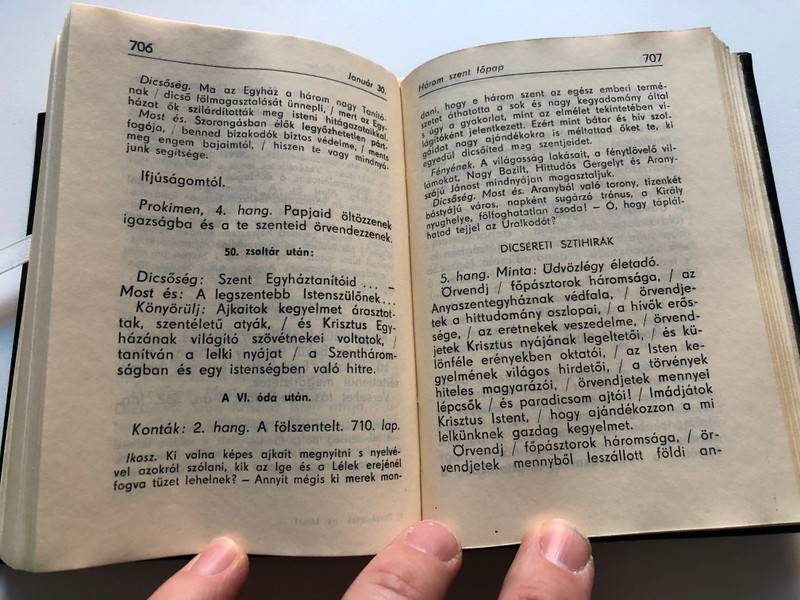 706
Január 30.
Dicsőség. Ma az Egyház a három nagy Tanító-
nak / dicső fölmagasztalását ünnepli, / mert az Egy-
házat ők szilárdították meg isteni hitágazataikkal.
Most és. Szorongásban élők legyőzhetetlen párt-
fogója, / benned bizakodók biztos védelme, / ments
meg engem bajaimtól, / hiszen te vagy mindnyá-
junk segítsége.
Ifjúságomtól.
Prokimen, 4. hang. Papjaid öltözzenek
igazságba és a te szenteid örvendezzenek.
50. zsoltár után:
Dicsőség: Szent Egyháztanítóid ... –
Most és: A legszentebb Istenszülőnek...
Könyörülj: Ajkaitok kegyelmet árasztot-
tak, szentéletű atyák, / és Krisztus Egy-
házának világító szövétnekei voltatok, /
tanítván a lelki nyájat / a Szenthárom-
ságban és egy istenségben való hitre.
A VI. óda után.
Konták: 2. hang. A fölszentelt. 710. lap.
Ikosz. Ki volna képes ajkait megnyitni s nyelvé-
vel azokról szólani, kik az Ige és a Lélek erejénél
fogva tüzet lehelnek? – Annyit mégis ki merek mon-
Három szent főpap
707
dani, hogy e három szent az egész emberi termé-
szetet áthatotta a sok és nagy kegyadomány által
s úgy a gyakorlat, mint az elmélet tekintetében vi-
lágítóként jelentkezett. Ezért mint bátor és hív szol-
gáidat nagy ajándékokra is méltattad őket te, ki
egyedül dicsőíted meg szentjeidet.
Fényének. A világosság lakásait, a fénytlövelő vil-
lámokat, Nagy Bazilt, Hittudós Gergelyt és Arany-
szájú Jánost mindnyájan magasztaljuk.
Dicsőség. Most és. Aranyból való torony, tizenkét
bástyájú város, napként sugárzó trónus, a Király
nyughelye, fölfoghatatlan csoda! – Ó, hogy táplál-
hatod tejjel az Uralkodót?
DICSÉRETI SZTIHIRÁK
5. hang. Minta: Üdvözlégy életadó.
Örvendj / főpásztorok háromsága, / az
Anyaszentegyháznak védfala, / örvendje-
tek a hittudomány oszlopai, / a hívők erős-
sége, / az eretnekek veszedelme, / örvend-
jetek Krisztus nyájának legeltetői, / és kü-
lönféle erényekben oktatói, / az Isten ke-
gyelmének világos hirdetői, / a törvények
hiteles magyarázói, / örvendjetek mennyei
lépcsők / és paradicsom ajtói! / Imádjátok
Krisztus Istent, / hogy ajándékozzon a mi
lelkünknek gazdag kegyelmet.
Örvendj / főpásztorok háromsága, / ör-
vendjetek mennyből leszállott földi an-